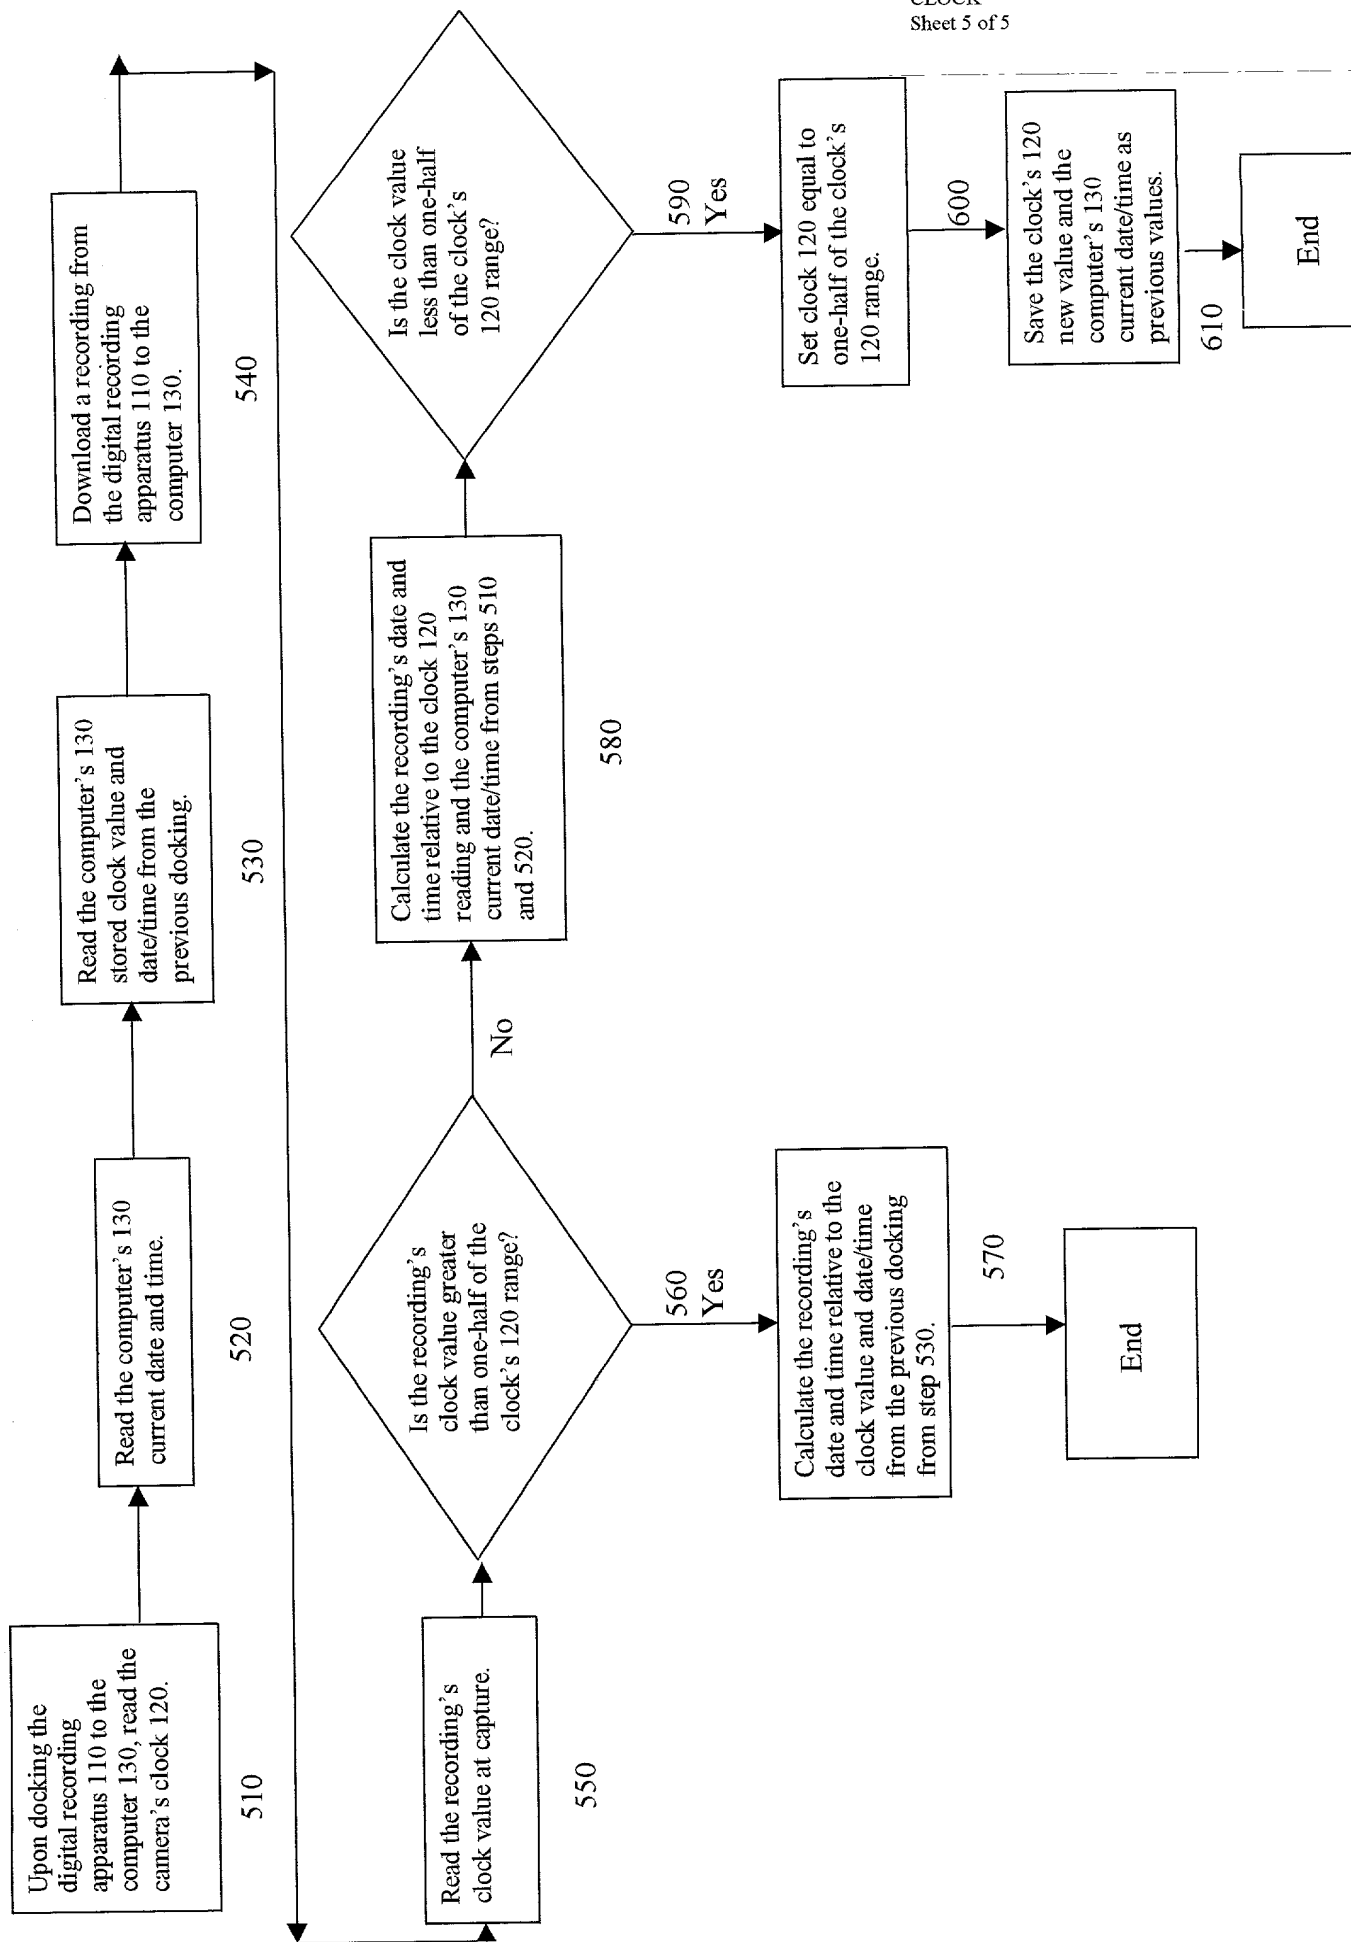 CLOCK
Sheet 5 of 5
Upon docking the
digital recording
apparatus 110 to the
computer 130, read the
camera's clock 120.
510
Read the computer's 130
current date and time.
520
Read the computer's 130
stored clock value and
date/time from the
previous docking.
530
Download a recording from
the digital recording
apparatus 110 to the
computer 130.
540
Read the recording's
clock value at capture.
550
Is the recording's
clock value greater
than one-half of the
clock's 120 range?
560
Yes
Calculate the recording's
date and time relative to the
clock value and date/time
from the previous docking
from step 530.
570
End
No
Calculate the recording's date and
time relative to the clock 120
reading and the computer's 130
current date/time from steps 510
and 520.
580
Is the clock value
less than one-half
of the clock's
120 range?
590
Yes
Set clock 120 equal to
one-half of the clock's
120 range.
600
Save the clock's 120
new value and the
computer's 130
current date/time as
previous values.
610
End